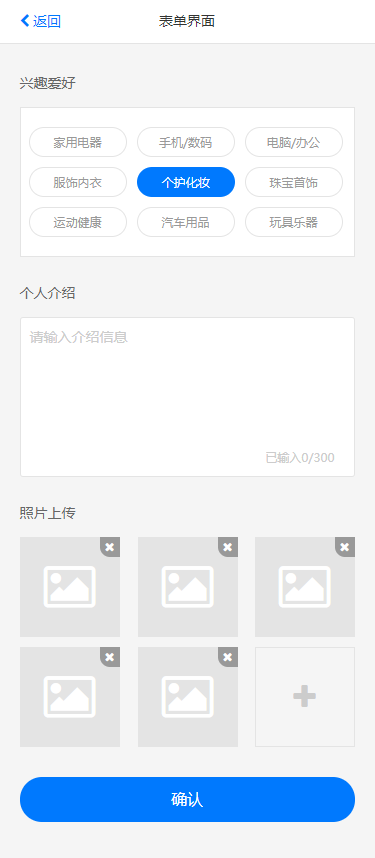 返回 表单界面
兴趣爱好
家用电器 手机/数码 电脑/办公
服饰内衣 个护化妆 珠宝首饰
运动健康 汽车用品 玩具乐器
个人介绍
请输入介绍信息
已输入0/300
照片上传
确认